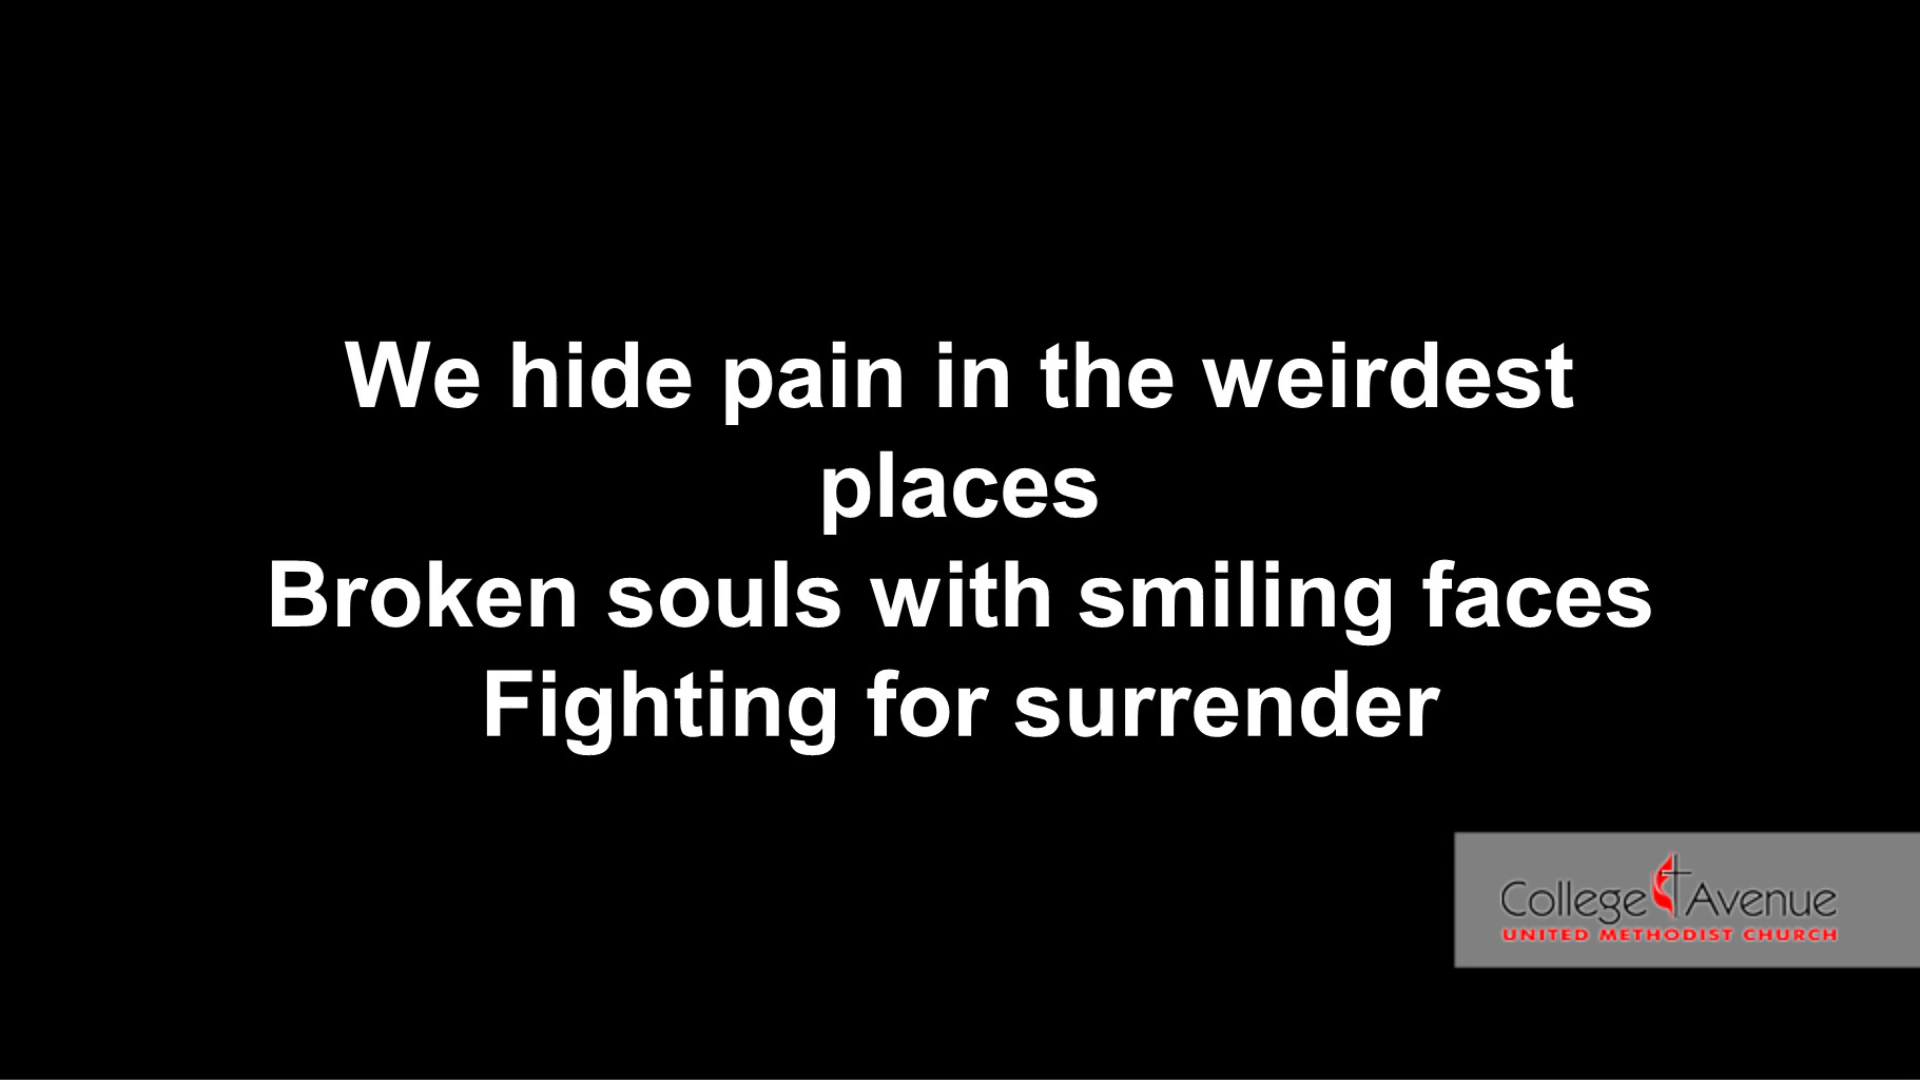 We hide pain in the weirdest
places
Broken souls with smiling faces
Fighting for surrender
College Avenue
UNITED METHODIST CHURCH